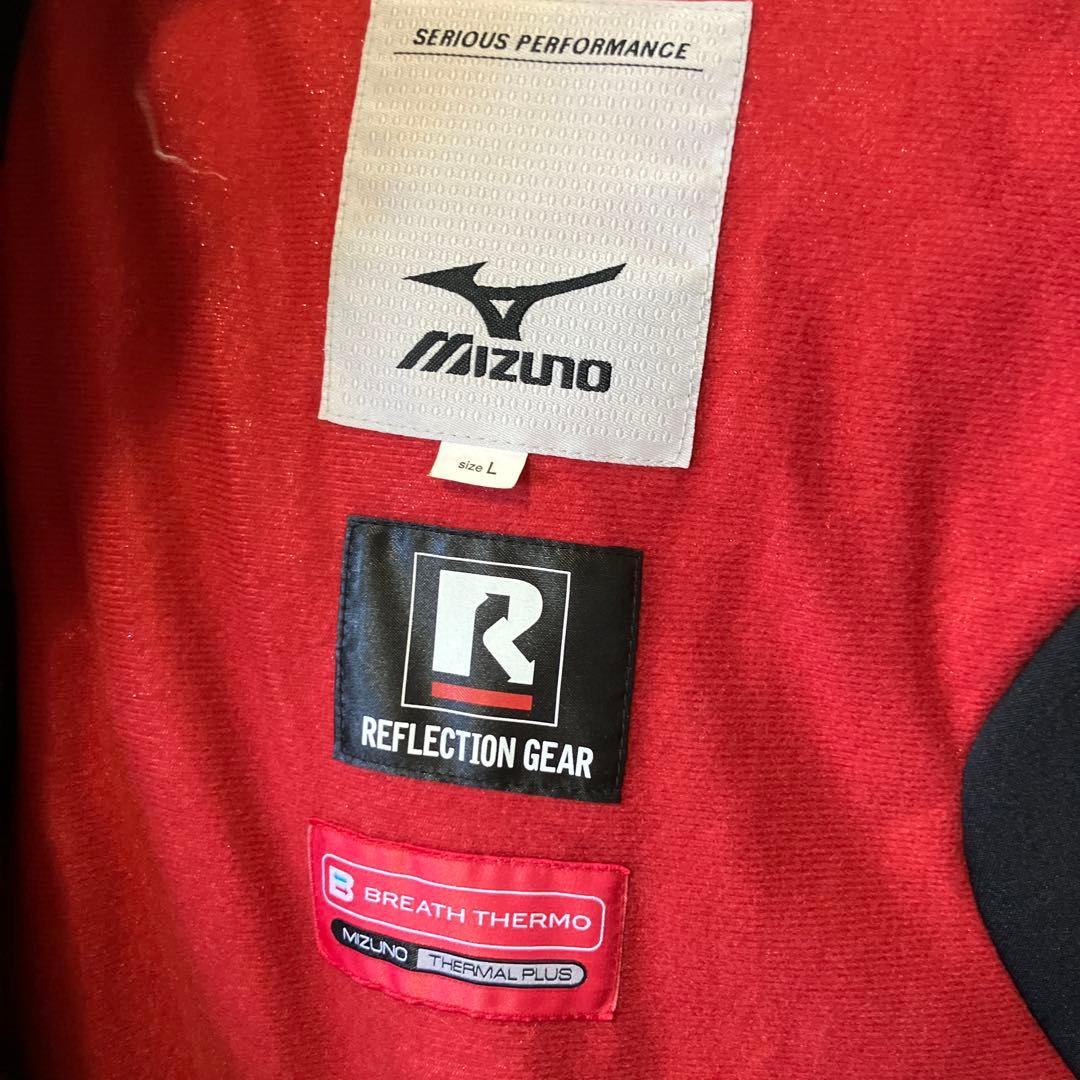 SERIOUS PERFORMANCE
MIZUNO
size L
R
REFLECTION GEAR
B BREATH THERMO
MIZUNO THERMAL PLUS